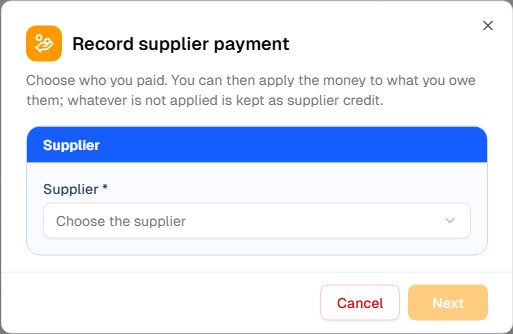 Record supplier payment
Choose who you paid. You can then apply the money to what you owe
them; whatever is not applied is kept as supplier credit.
Supplier
Supplier *
Choose the supplier
Cancel
Next